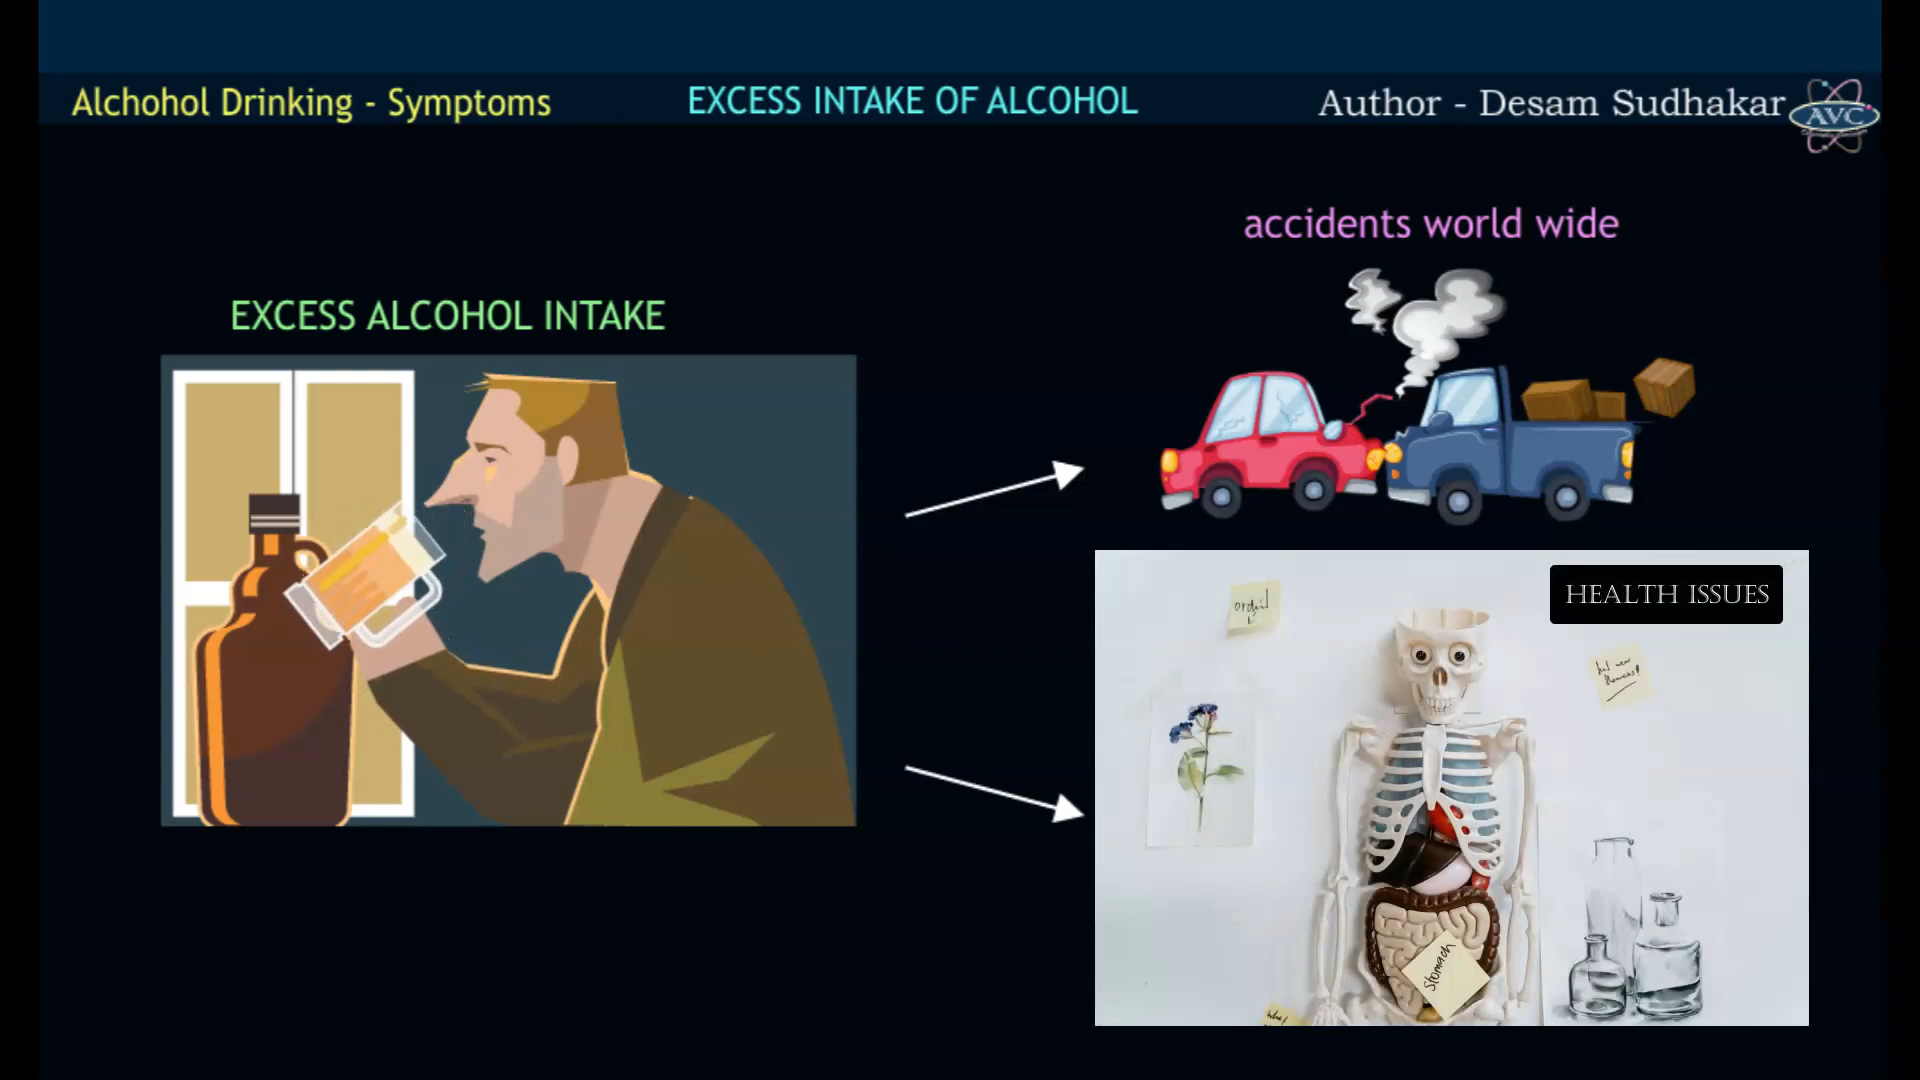 Alchohol Drinking - Symptoms
EXCESS INTAKE OF ALCOHOL
Author - Desam Sudhakar
AVC
accidents world wide
EXCESS ALCOHOL INTAKE
HEALTH ISSUES
Stomach